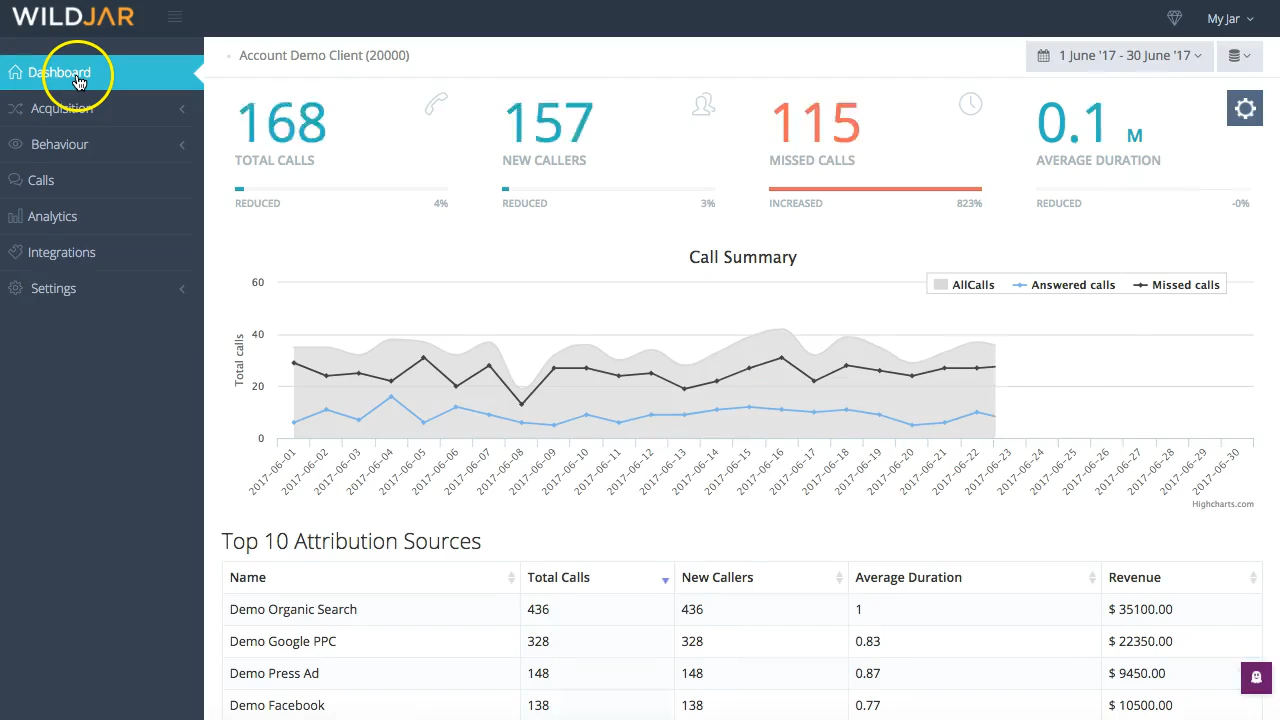 WILDJAR
My Jar
Dashboard
Acquisition
Behaviour
Calls
Analytics
Integrations
Settings
Account Demo Client (20000)
1 June '17 - 30 June '17
168
TOTAL CALLS
REDUCED 4%
157
NEW CALLERS
REDUCED 3%
115
MISSED CALLS
INCREASED 823%
0.1 M
AVERAGE DURATION
REDUCED -0%
Call Summary
AllCalls Answered calls Missed calls
Total calls
60
40
20
0
2017-06-01
2017-06-02
2017-06-03
2017-06-04
2017-06-05
2017-06-06
2017-06-07
2017-06-08
2017-06-09
2017-06-10
2017-06-11
2017-06-12
2017-06-13
2017-06-14
2017-06-15
2017-06-16
2017-06-17
2017-06-18
2017-06-19
2017-06-20
2017-06-21
2017-06-22
2017-06-23
2017-06-24
2017-06-25
2017-06-26
2017-06-27
2017-06-28
2017-06-29
2017-06-30
Highcharts.com
Top 10 Attribution Sources
Name Total Calls New Callers Average Duration Revenue
Demo Organic Search 436 436 1 $ 35100.00
Demo Google PPC 328 328 0.83 $ 22350.00
Demo Press Ad 148 148 0.87 $ 9450.00
Demo Facebook 138 138 0.77 $ 10500.00